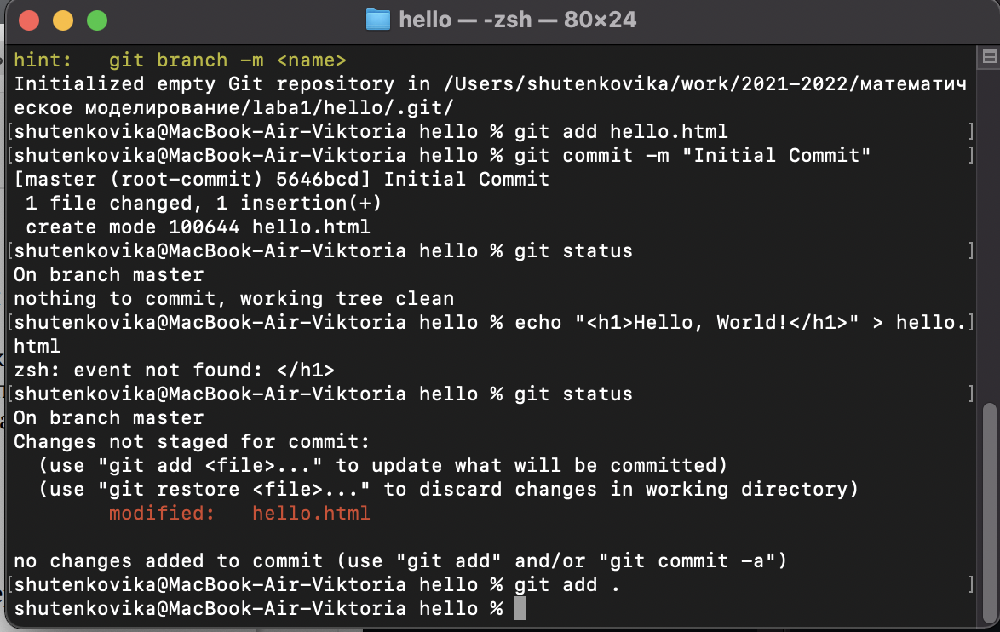 hello — -zsh — 80×24
hint:   git branch -m <name>
Initialized empty Git repository in /Users/shutenkovika/work/2021-2022/математич
еское моделирование/laba1/hello/.git/
[shutenkovika@MacBook-Air-Viktoria hello % git add hello.html                    ]
[shutenkovika@MacBook-Air-Viktoria hello % git commit -m "Initial Commit"        ]
[master (root-commit) 5646bcd] Initial Commit
 1 file changed, 1 insertion(+)
 create mode 100644 hello.html
[shutenkovika@MacBook-Air-Viktoria hello % git status                            ]
On branch master
nothing to commit, working tree clean
[shutenkovika@MacBook-Air-Viktoria hello % echo "<h1>Hello, World!</h1>" > hello.]
html
zsh: event not found: </h1>
[shutenkovika@MacBook-Air-Viktoria hello % git status                            ]
On branch master
Changes not staged for commit:
  (use "git add <file>..." to update what will be committed)
  (use "git restore <file>..." to discard changes in working directory)
        modified:   hello.html

no changes added to commit (use "git add" and/or "git commit -a")
[shutenkovika@MacBook-Air-Viktoria hello % git add .                             ]
shutenkovika@MacBook-Air-Viktoria hello %